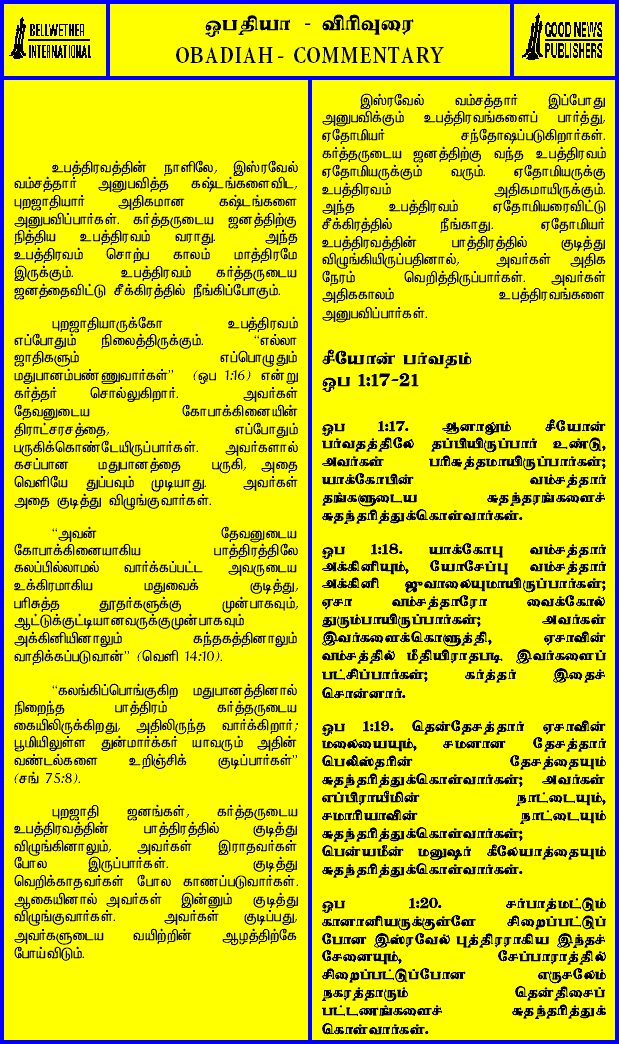 BELLWETHER
INTERNATIONAL
ஒபதியா - விரிவுரை
OBADIAH - COMMENTARY
GOOD NEWS
PUBLISHERS
உபத்திரவத்தின் நாளிலே, இஸ்ரவேல்
வம்சத்தார் அனுபவித்த கஷ்டங்களைவிட,
புறஜாதியார் அதிகமான கஷ்டங்களை
அனுபவிப்பார்கள். கர்த்தருடைய ஜனத்திற்கு
நித்திய உபத்திரவம் வராது. அந்த
உபத்திரவம் சொற்ப காலம் மாத்திரமே
இருக்கும். உபத்திரவம் கர்த்தருடைய
ஜனத்தைவிட்டு சீக்கிரத்தில் நீங்கிப்போகும்.
புறஜாதியாருக்கோ உபத்திரவம்
எப்போதும் நிலைத்திருக்கும். “எல்லா
ஜாதிகளும் எப்பொழுதும்
மதுபானம்பண்ணுவார்கள்” (ஒப 1:16) என்று
கர்த்தர் சொல்லுகிறார். அவர்கள்
தேவனுடைய கோபாக்கினையின்
திராட்சரசத்தை, எப்போதும்
பருகிக்கொண்டேயிருப்பார்கள். அவர்களால்
கசப்பான மதுபானத்தை பருகி, அதை
வெளியே துப்பவும் முடியாது. அவர்கள்
அதை குடித்து விழுங்குவார்கள்.
“அவன் தேவனுடைய
கோபாக்கினையாகிய பாத்திரத்திலே
கலப்பில்லாமல் வார்க்கப்பட்ட அவருடைய
உக்கிரமாகிய மதுவைக் குடித்து,
பரிசுத்த தூதர்களுக்கு முன்பாகவும்,
ஆட்டுக்குட்டியானவருக்குமுன்பாகவும்
அக்கினியினாலும் கந்தகத்தினாலும்
வாதிக்கப்படுவான்” (வெளி 14:10).
“கலங்கிப்பொங்குகிற மதுபானத்தினால்
நிறைந்த பாத்திரம் கர்த்தருடைய
கையிலிருக்கிறது, அதிலிருந்து வார்க்கிறார்;
பூமியிலுள்ள துன்மார்க்கர் யாவரும் அதின்
வண்டல்களை உறிஞ்சிக் குடிப்பார்கள்”
(சங் 75:8).
புறஜாதி ஜனங்கள், கர்த்தருடைய
உபத்திரவத்தின் பாத்திரத்தில் குடித்து
விழுங்கினாலும், அவர்கள் இராதவர்கள்
போல இருப்பார்கள். குடித்து
வெறிக்காதவர்கள் போல காணப்படுவார்கள்.
ஆகையினால் அவர்கள் இன்னும் குடித்து
விழுங்குவார்கள். அவர்கள் குடிப்பது,
அவர்களுடைய வயிற்றின் ஆழத்திற்கே
போய்விடும்.
இஸ்ரவேல் வம்சத்தார் இப்போது
அனுபவிக்கும் உபத்திரவங்களைப் பார்த்து,
ஏதோமியர் சந்தோஷப்படுகிறார்கள்.
கர்த்தருடைய ஜனத்திற்கு வந்த உபத்திரவம்
ஏதோமியருக்கும் வரும். ஏதோமியருக்கு
உபத்திரவம் அதிகமாயிருக்கும்.
அந்த உபத்திரவம் ஏதோமியரைவிட்டு
சீக்கிரத்தில் நீங்காது. ஏதோமியர்
உபத்திரவத்தின் பாத்திரத்தில் குடித்து
விழுங்கியிருப்பதினால், அவர்கள் அதிக
நேரம் வெறித்திருப்பார்கள். அவர்கள்
அதிககாலம் உபத்திரவங்களை
அனுபவிப்பார்கள்.
சீயோன் பர்வதம்
ஒப 1:17-21
ஒப 1:17. ஆனாலும் சீயோன்
பர்வதத்திலே தப்பியிருப்பார் உண்டு,
அவர்கள் பரிசுத்தமாயிருப்பார்கள்;
யாக்கோபின் வம்சத்தார்
தங்களுடைய சுதந்தரங்களைச்
சுதந்தரித்துக்கொள்வார்கள்.
ஒப 1:18. யாக்கோபு வம்சத்தார்
அக்கினியும், யோசேப்பு வம்சத்தார்
அக்கினி ஜுவாலையுமாயிருப்பார்கள்;
ஏசா வம்சத்தாரோ வைக்கோல்
துரும்பாயிருப்பார்கள்; அவர்கள்
இவர்களைக்கொளுத்தி, ஏசாவின்
வம்சத்தில் மீதியிராதபடி இவர்களைப்
பட்சிப்பார்கள்; கர்த்தர் இதைச்
சொன்னார்.
ஒப 1:19. தென்தேசத்தார் ஏசாவின்
மலையையும், சமனான தேசத்தார்
பெலிஸ்தரின் தேசத்தையும்
சுதந்தரித்துக்கொள்வார்கள்; அவர்கள்
எப்பிராயீமின் நாட்டையும்,
சமாரியாவின் நாட்டையும்
சுதந்தரித்துக்கொள்வார்கள்;
பென்யமீன் மனுஷர் கீலேயாத்தையும்
சுதந்தரித்துக்கொள்வார்கள்.
ஒப 1:20. சர்பாத்மட்டும்
கானானியருக்குள்ளே சிறைப்பட்டுப்
போன இஸ்ரவேல் புத்திரராகிய இந்தச்
சேனையும், சேப்பாராத்தில்
சிறைப்பட்டுப்போன எருசலேம்
நகரத்தாரும் தென்திசைப்
பட்டணங்களைச் சுதந்தரித்துக்
கொள்வார்கள்.